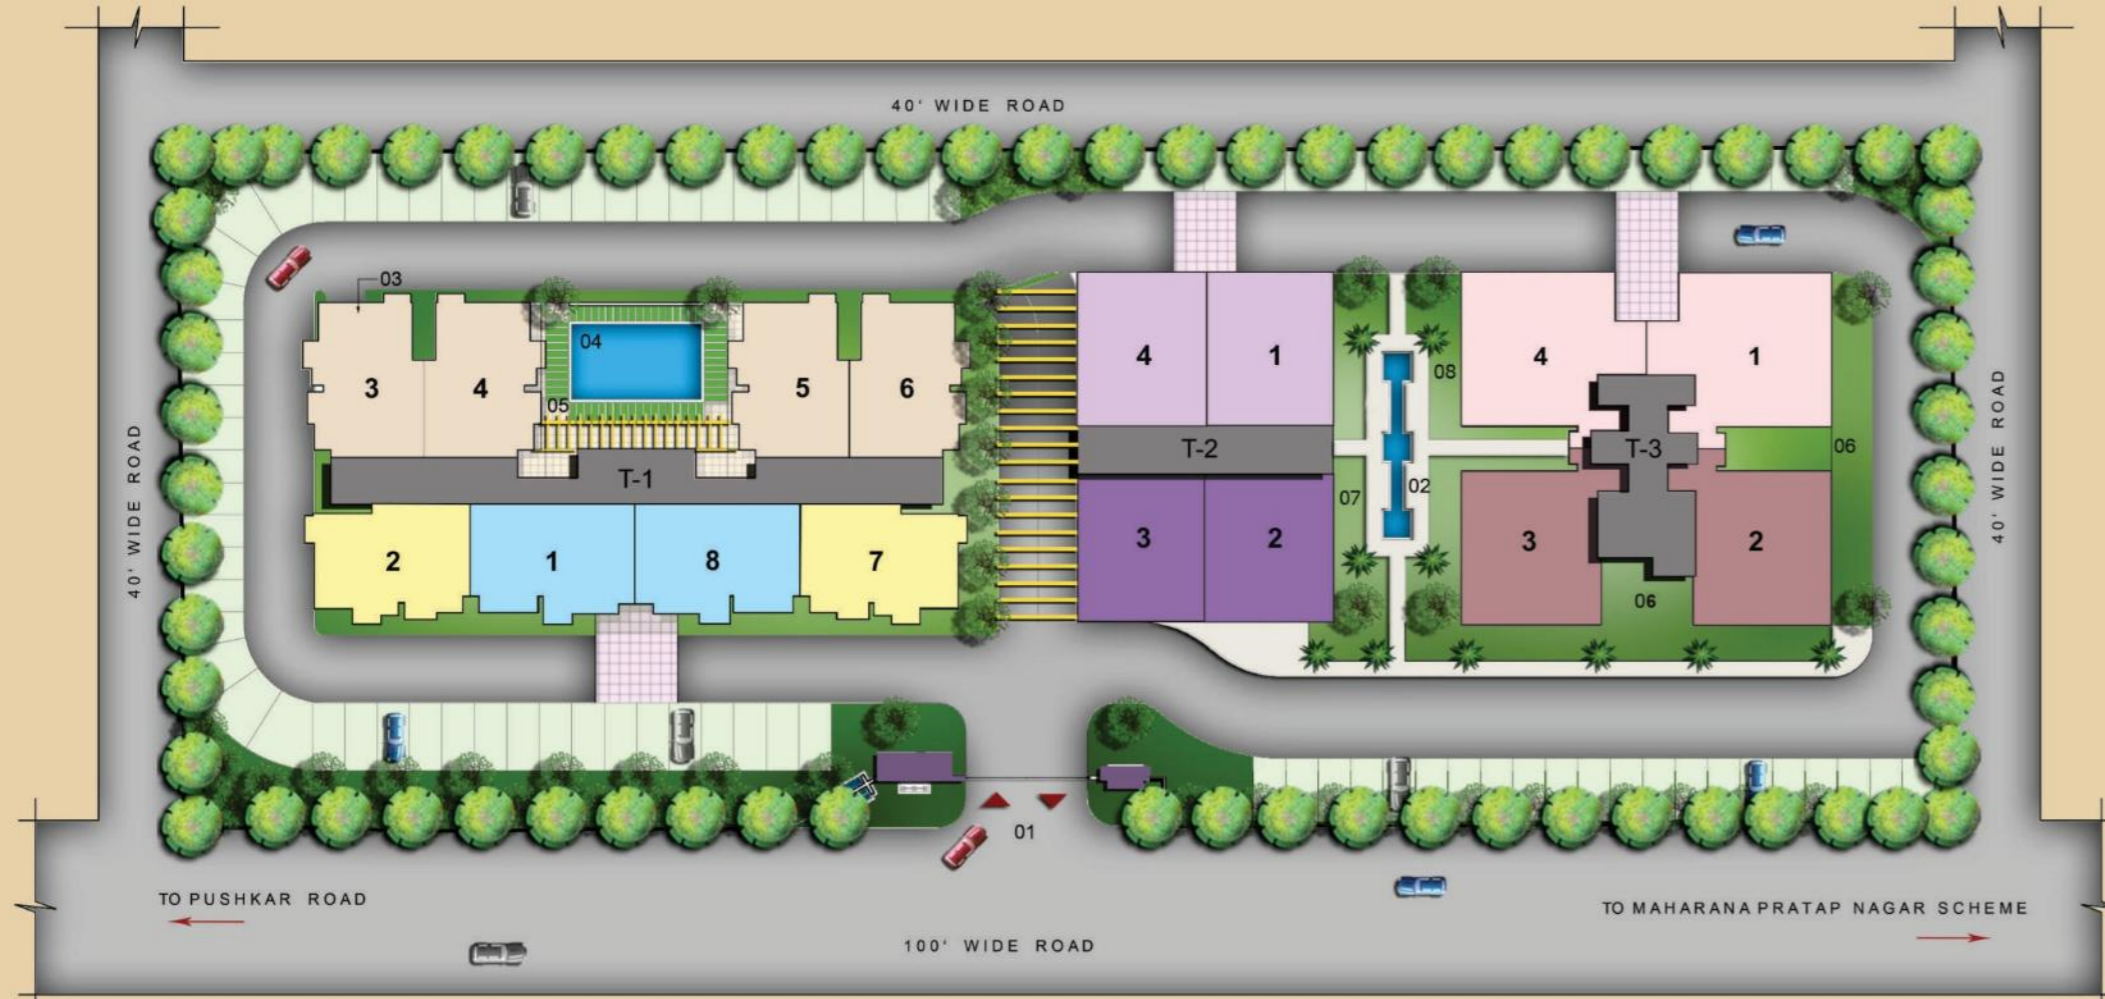 40' WIDE ROAD
03
04
05
3
4
5
6
T-1
2
1
8
7
4
1
T-2
3
2
07
02
08
4
1
T-3
06
3
2
06
40' WIDE ROAD
40' WIDE ROAD
01
TO PUSHKAR ROAD
TO MAHARANA PRATAP NAGAR SCHEME
100' WIDE ROAD